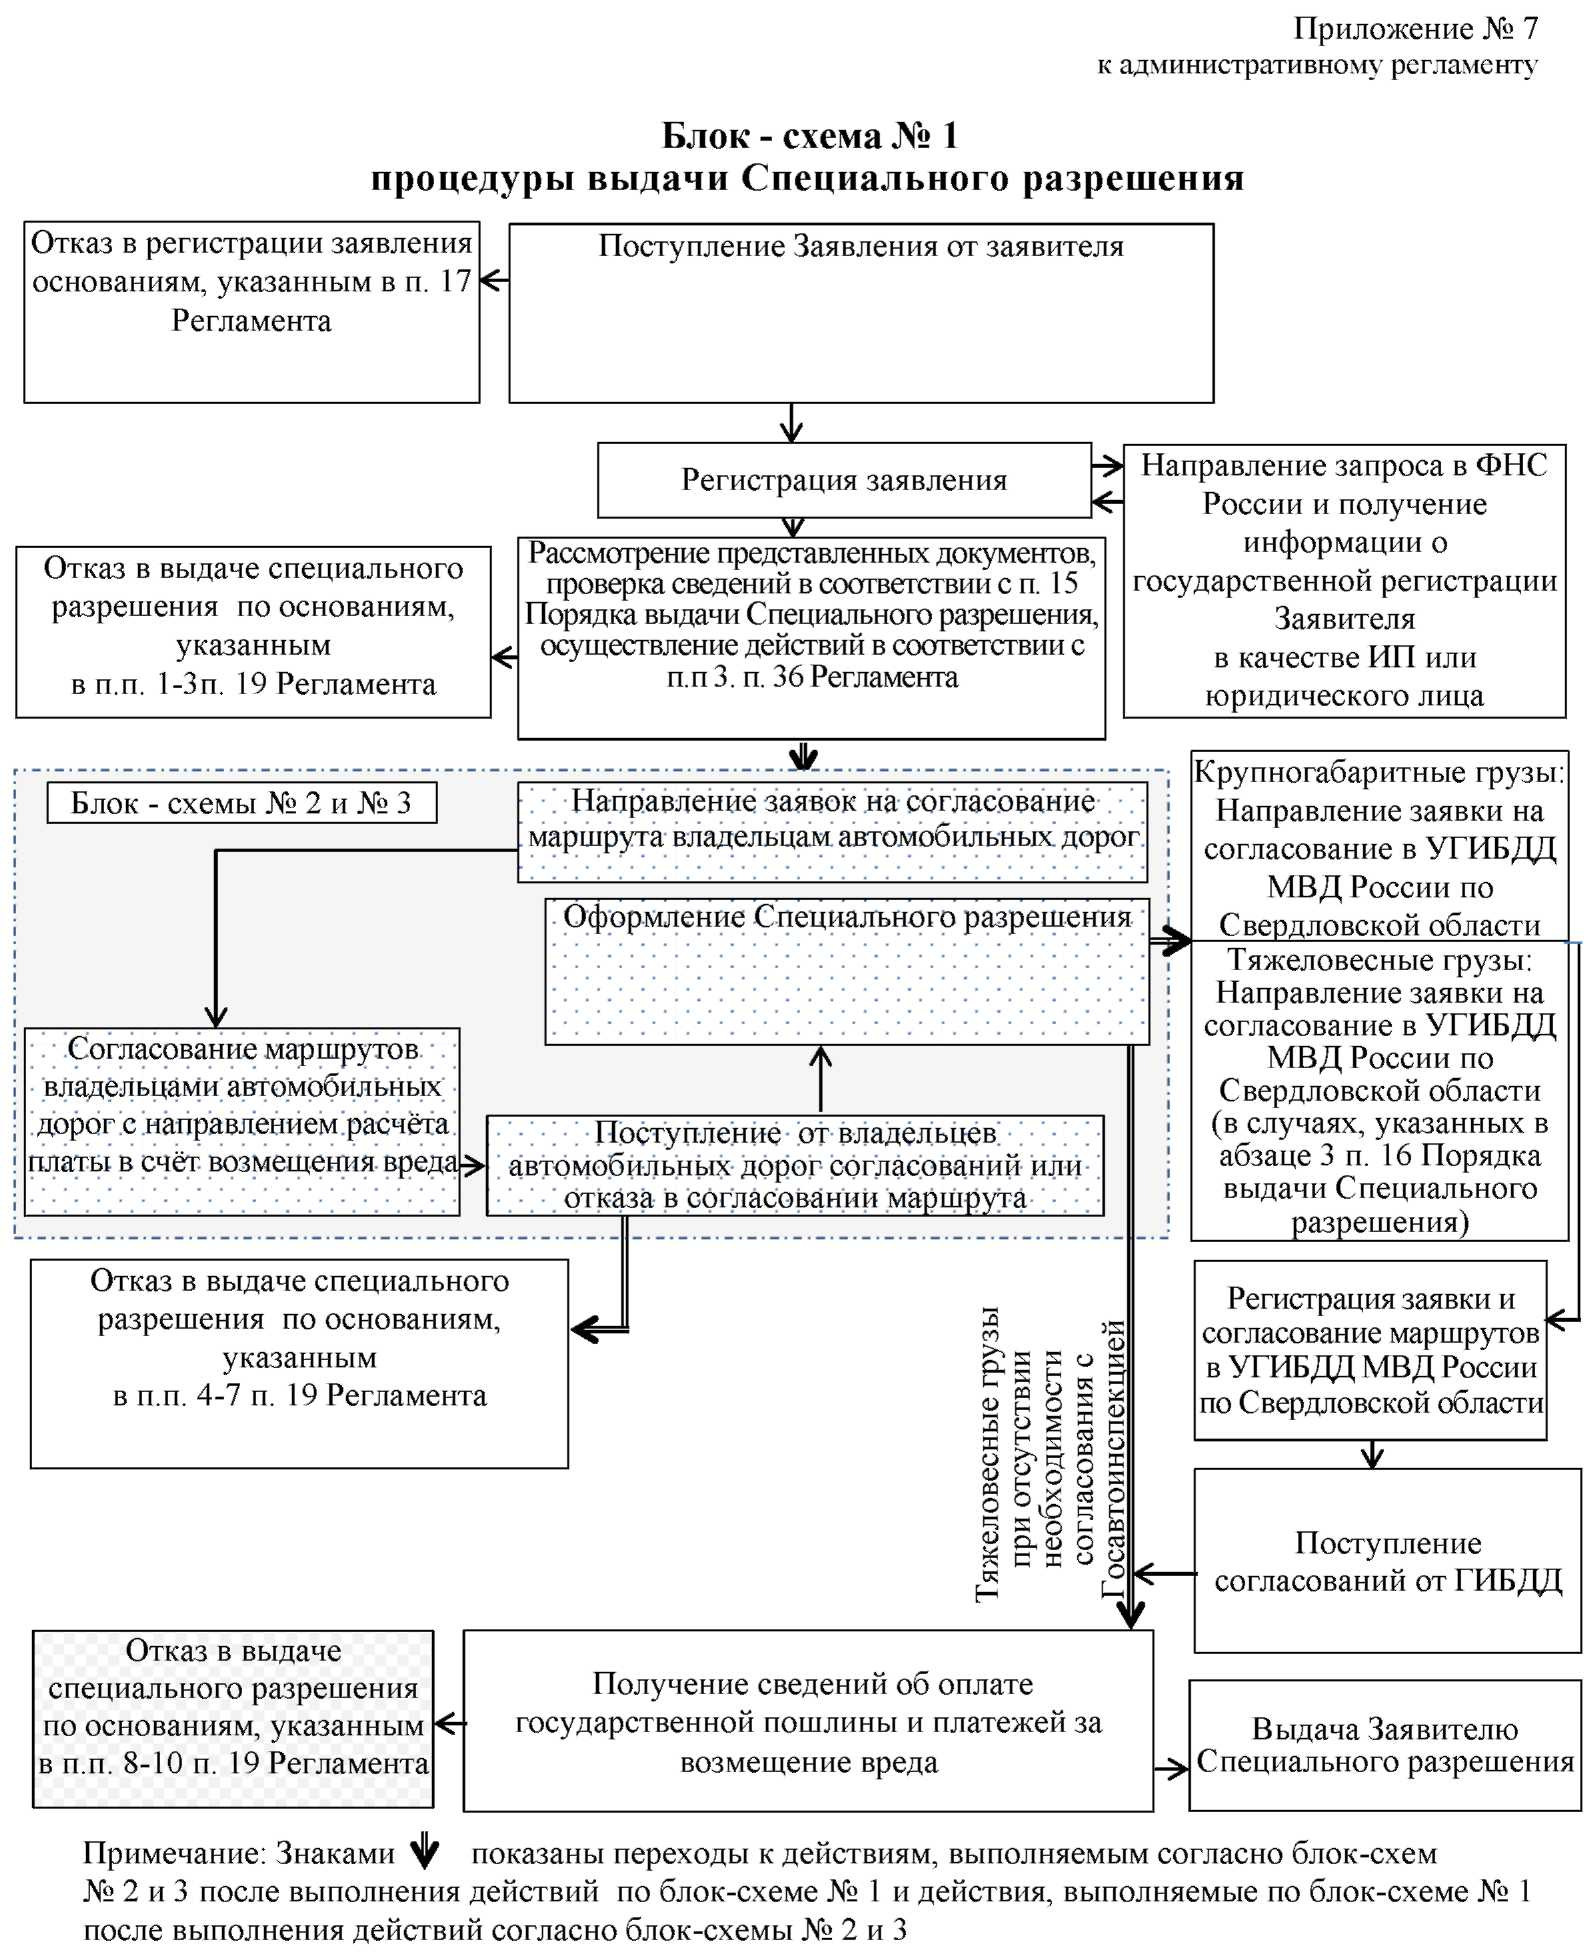 Приложение № 7
к административному регламенту
Блок - схема № 1
процедуры выдачи Специального разрешения
Отказ в регистрации заявления
основаниям, указанным в п. 17
Регламента
Поступление Заявления от заявителя
Регистрация заявления
Направление запроса в ФНС
России и получение
информации о
государственной регистрации
Заявителя
в качестве ИП или
юридического лица
Отказ в выдаче специального
разрешения по основаниям,
указанным
в п.п. 1-3п. 19 Регламента
Рассмотрение представленных документов,
проверка сведений в соответствии с п. 15
Порядка выдачи Специального разрешения,
осуществление действий в соответствии с
п.п 3. п. 36 Регламента
Блок - схемы № 2 и № 3
Направление заявок на согласование
маршрута владельцам автомобильных дорог
Крупногабаритные грузы:
Направление заявки на
согласование в УГИБДД
МВД России по
Свердловской области
Оформление Специального разрешения
Тяжеловесные грузы:
Направление заявки на
согласование в УГИБДД
МВД России по
Свердловской области
(в случаях, указанных в
абзаце 3 п. 16 Порядка
выдачи Специального
разрешения)
Согласование маршрутов
владельцами автомобильных
дорог с направлением расчёта
платы в счёт возмещения вреда
Поступление от владельцев
автомобильных дорог согласований или
отказа в согласовании маршрута
Отказ в выдаче специального
разрешения по основаниям,
указанным
в п.п. 4-7 п. 19 Регламента
Тяжеловесные грузы
при отсутствии
необходимости
согласования с
Госавтоинспекцией
Регистрация заявки и
согласование маршрутов
в УГИБДД МВД России
по Свердловской области
Поступление
согласований от ГИБДД
Отказ в выдаче
специального разрешения
по основаниям, указанным
в п.п. 8-10 п. 19 Регламента
Получение сведений об оплате
государственной пошлины и платежей за
возмещение вреда
Выдача Заявителю
Специального разрешения
Примечание: Знаками показаны переходы к действиям, выполняемым согласно блок-схем
№ 2 и 3 после выполнения действий по блок-схеме № 1 и действия, выполняемые по блок-схеме № 1
после выполнения действий согласно блок-схемы № 2 и 3